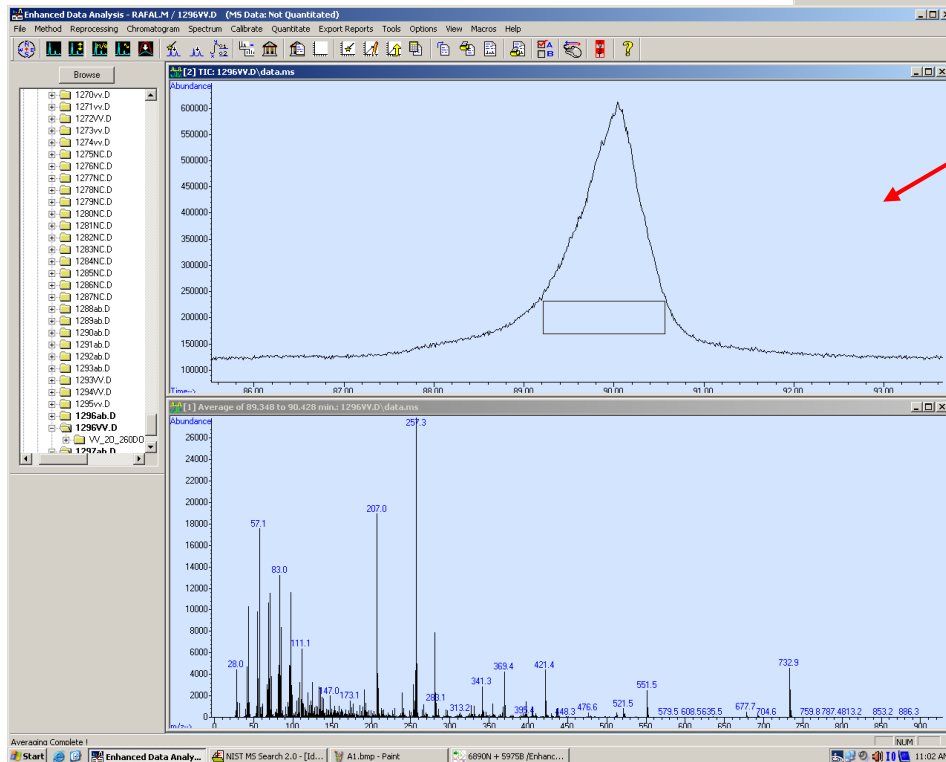 Enhanced Data Analysis - RAFAL.M / 1296VV.D (MS Data: Not Quantitated)
File Method Reprocessing Chromatogram Spectrum Calibrate Quantitate Export Reports Tools Options View Macros Help
Browse
1270vv.D
1271vv.D
1272VV.D
1273vv.D
1274vv.D
1275NC.D
1276NC.D
1277NC.D
1278NC.D
1279NC.D
1280NC.D
1281NC.D
1282NC.D
1283NC.D
1284NC.D
1285NC.D
1286NC.D
1287NC.D
1288ab.D
1289ab.D
1290ab.D
1291ab.D
1292ab.D
1293ab.D
1293VV.D
1294VV.D
1295vv.D
1296ab.D
1296VV.D
VV_20_260D0
1297ab.D
[2] TIC: 1296VV.D\data.ms
Abundance
600000
550000
500000
450000
400000
350000
300000
250000
200000
150000
100000
Time-->
86.00 87.00 88.00 89.00 90.00 91.00 92.00 93.00
[1] Average of 89.348 to 90.428 min.: 1296VV.D\data.ms
Abundance
26000
24000
22000
20000
18000
16000
14000
12000
10000
8000
6000
4000
2000
0
257.3
207.0
57.1
83.0
111.1
28.0
147.0
173.1
283.1
313.2
341.3
369.4
395.4
421.4
448.3
476.6
521.5
551.5
579.5
608.5
635.5
677.7
704.6
732.9
759.8
787.4
813.2
853.2
886.3
m/z-->
0 50 100 150 200 250 300 350 400 450 500 550 600 650 700 750 800 850 900
Averaging Complete !
NUM
Start
Enhanced Data Analy...
NIST MS Search 2.0 - [Id...
A1.bmp - Paint
6890N + 5975B /Enhanc...
11:02 AM